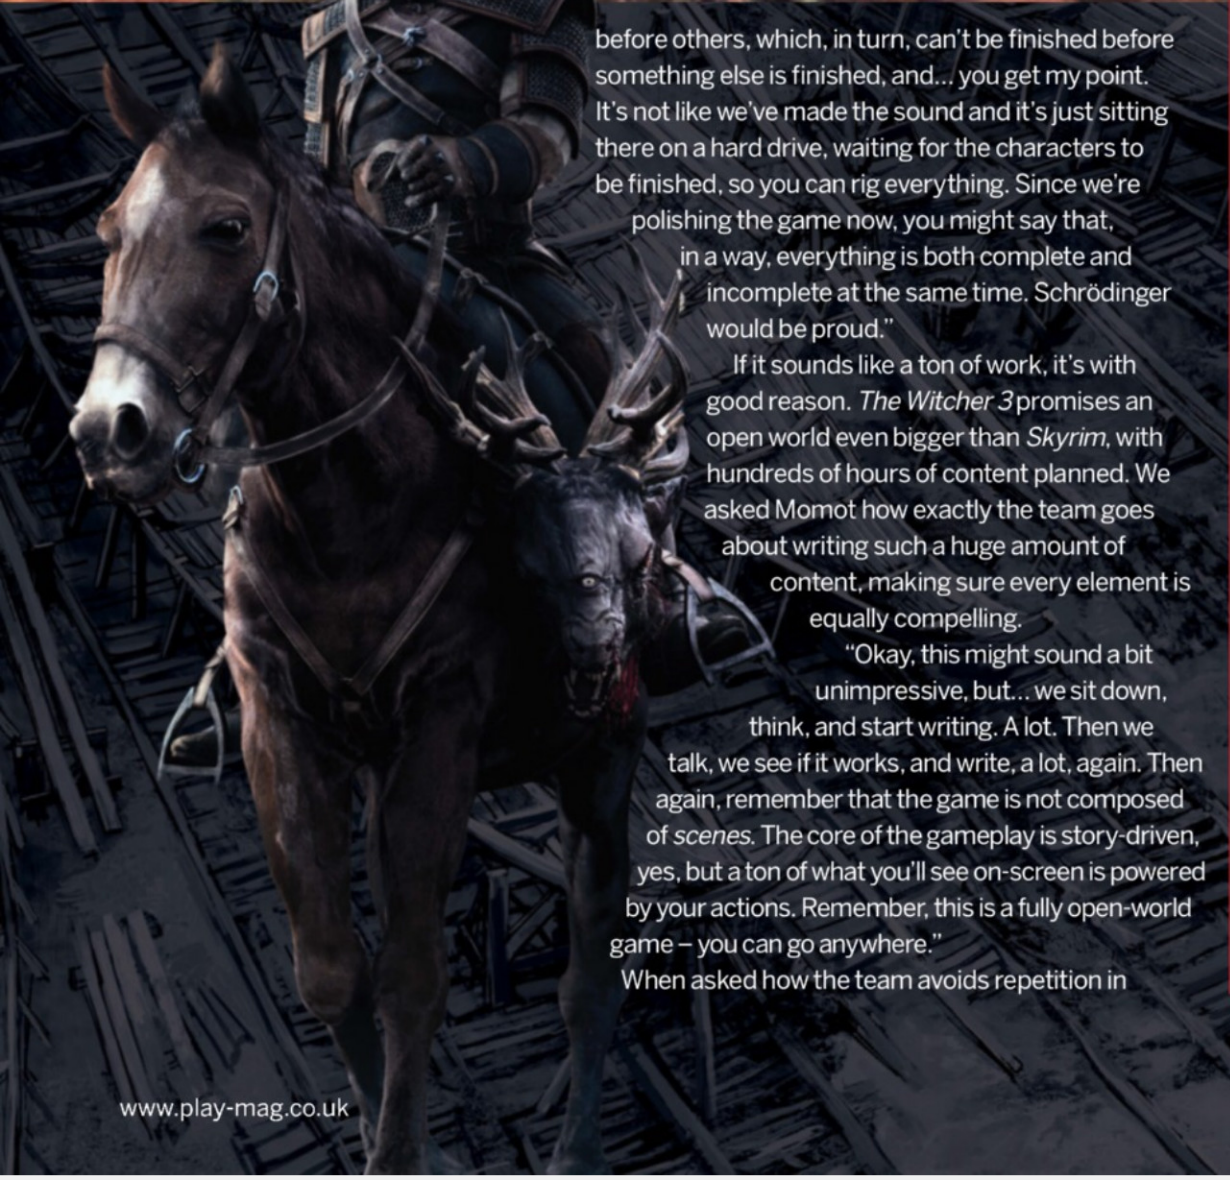 before others, which, in turn, can't be finished before
something else is finished, and... you get my point.
It's not like we've made the sound and it's just sitting
there on a hard drive, waiting for the characters to
be finished, so you can rig everything. Since we're
polishing the game now, you might say that,
in a way, everything is both complete and
incomplete at the same time. Schrödinger
would be proud.”
If it sounds like a ton of work, it's with
good reason. The Witcher 3 promises an
open world even bigger than Skyrim, with
hundreds of hours of content planned. We
asked Momot how exactly the team goes
about writing such a huge amount of
content, making sure every element is
equally compelling.
“Okay, this might sound a bit
unimpressive, but... we sit down,
think, and start writing. A lot. Then we
talk, we see if it works, and write, a lot, again. Then
again, remember that the game is not composed
of scenes. The core of the gameplay is story-driven,
yes, but a ton of what you'll see on-screen is powered
by your actions. Remember, this is a fully open-world
game – you can go anywhere.”
When asked how the team avoids repetition in
www.play-mag.co.uk